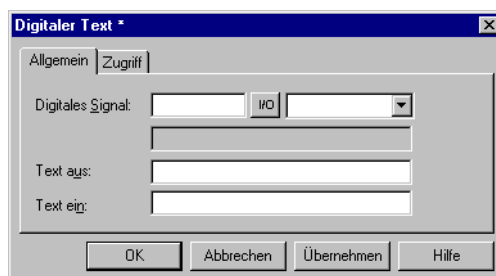 Digitaler Text *
Allgemein Zugriff
Digitales Signal: I/O
Text aus:
Text ein:
OK Abbrechen Übernehmen Hilfe